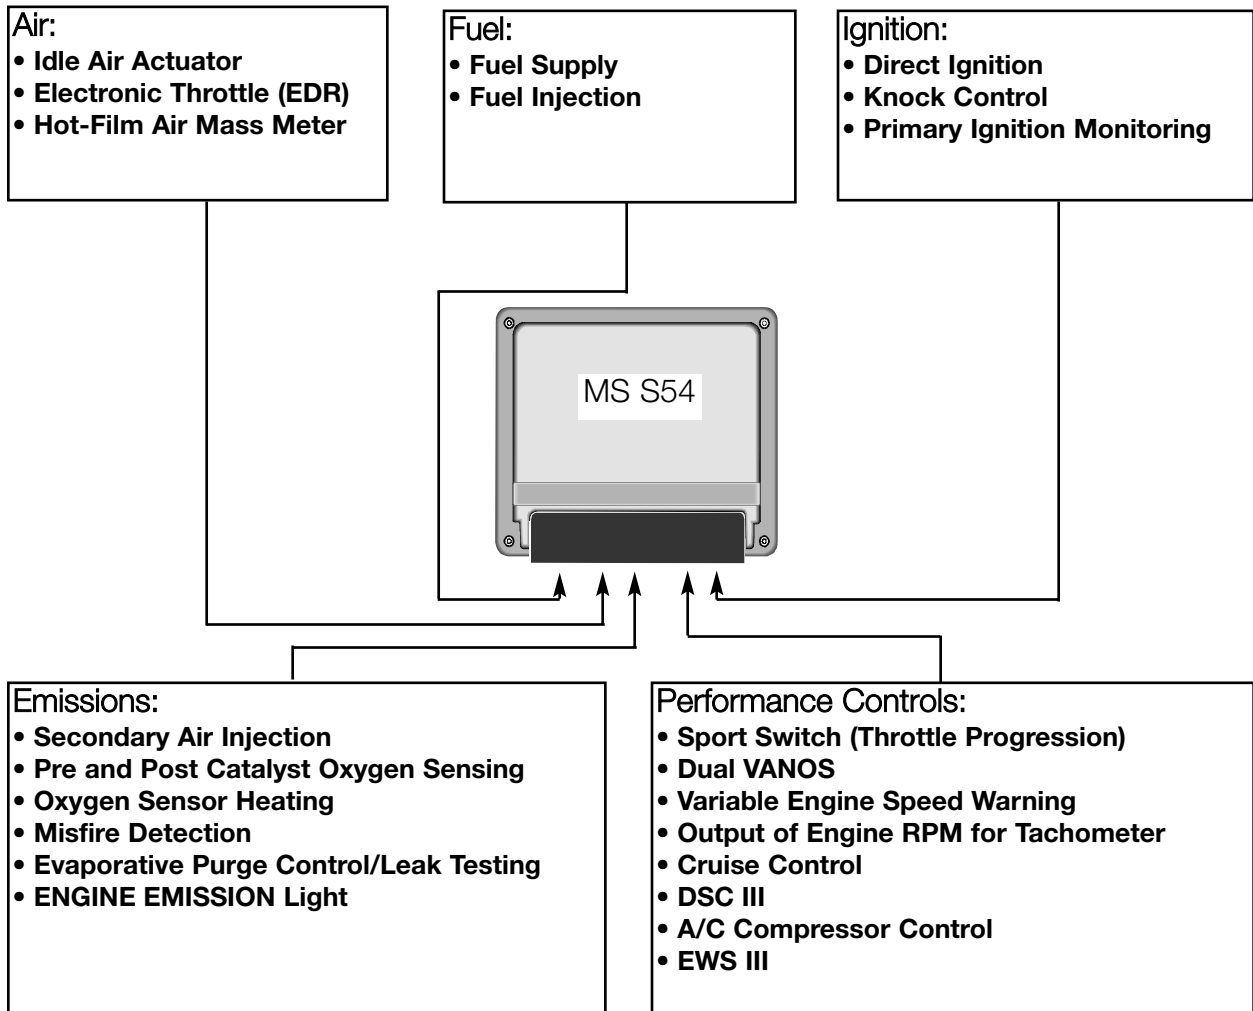 Air:
• Idle Air Actuator
• Electronic Throttle (EDR)
• Hot-Film Air Mass Meter
Fuel:
• Fuel Supply
• Fuel Injection
Ignition:
• Direct Ignition
• Knock Control
• Primary Ignition Monitoring
MS S54
Emissions:
• Secondary Air Injection
• Pre and Post Catalyst Oxygen Sensing
• Oxygen Sensor Heating
• Misfire Detection
• Evaporative Purge Control/Leak Testing
• ENGINE EMISSION Light
Performance Controls:
• Sport Switch (Throttle Progression)
• Dual VANOS
• Variable Engine Speed Warning
• Output of Engine RPM for Tachometer
• Cruise Control
• DSC III
• A/C Compressor Control
• EWS III